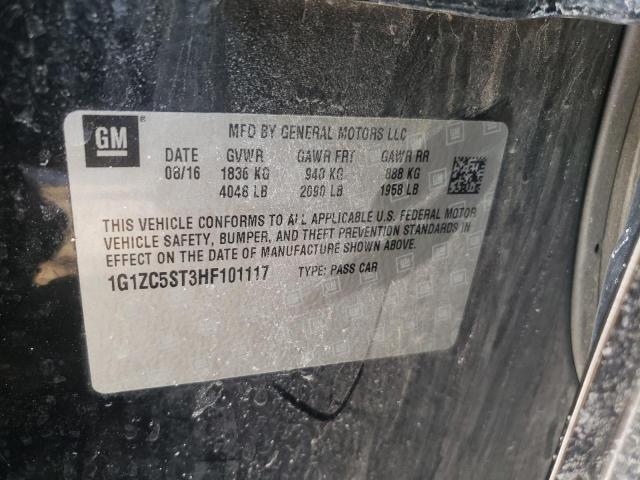 GM ®
MFD BY GENERAL MOTORS LLC
DATE GVWR GAWR FRT GAWR RR
08/16 1836 KG 948 KG 888 KG
4048 LB 2090 LB 1958 LB
THIS VEHICLE CONFORMS TO ALL APPLICABLE U.S. FEDERAL MOTOR
VEHICLE SAFETY, BUMPER, AND THEFT PREVENTION STANDARDS IN
EFFECT ON THE DATE OF MANUFACTURE SHOWN ABOVE.
1G1ZC5ST3HF101117 TYPE: PASS CAR